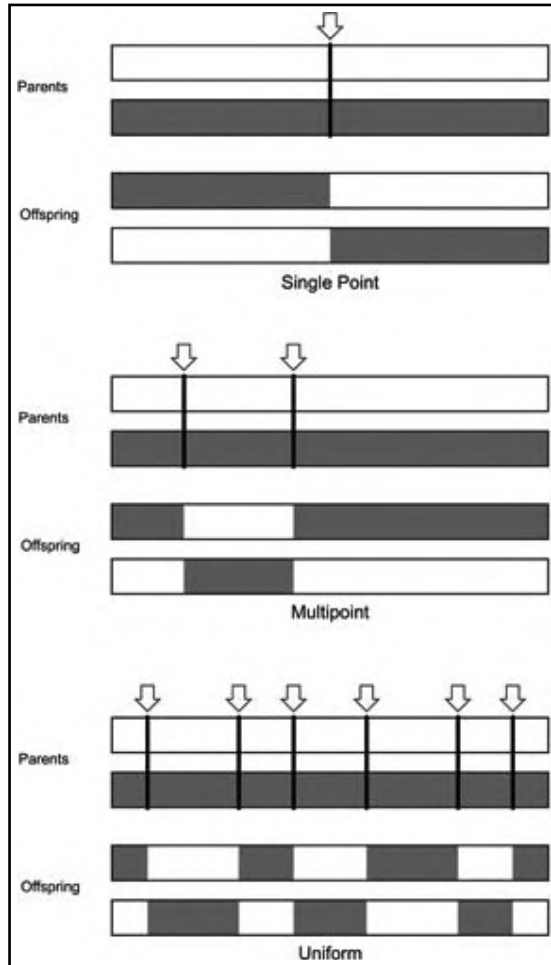 Parents
Offspring
Single Point
Parents
Offspring
Multipoint
Parents
Offspring
Uniform